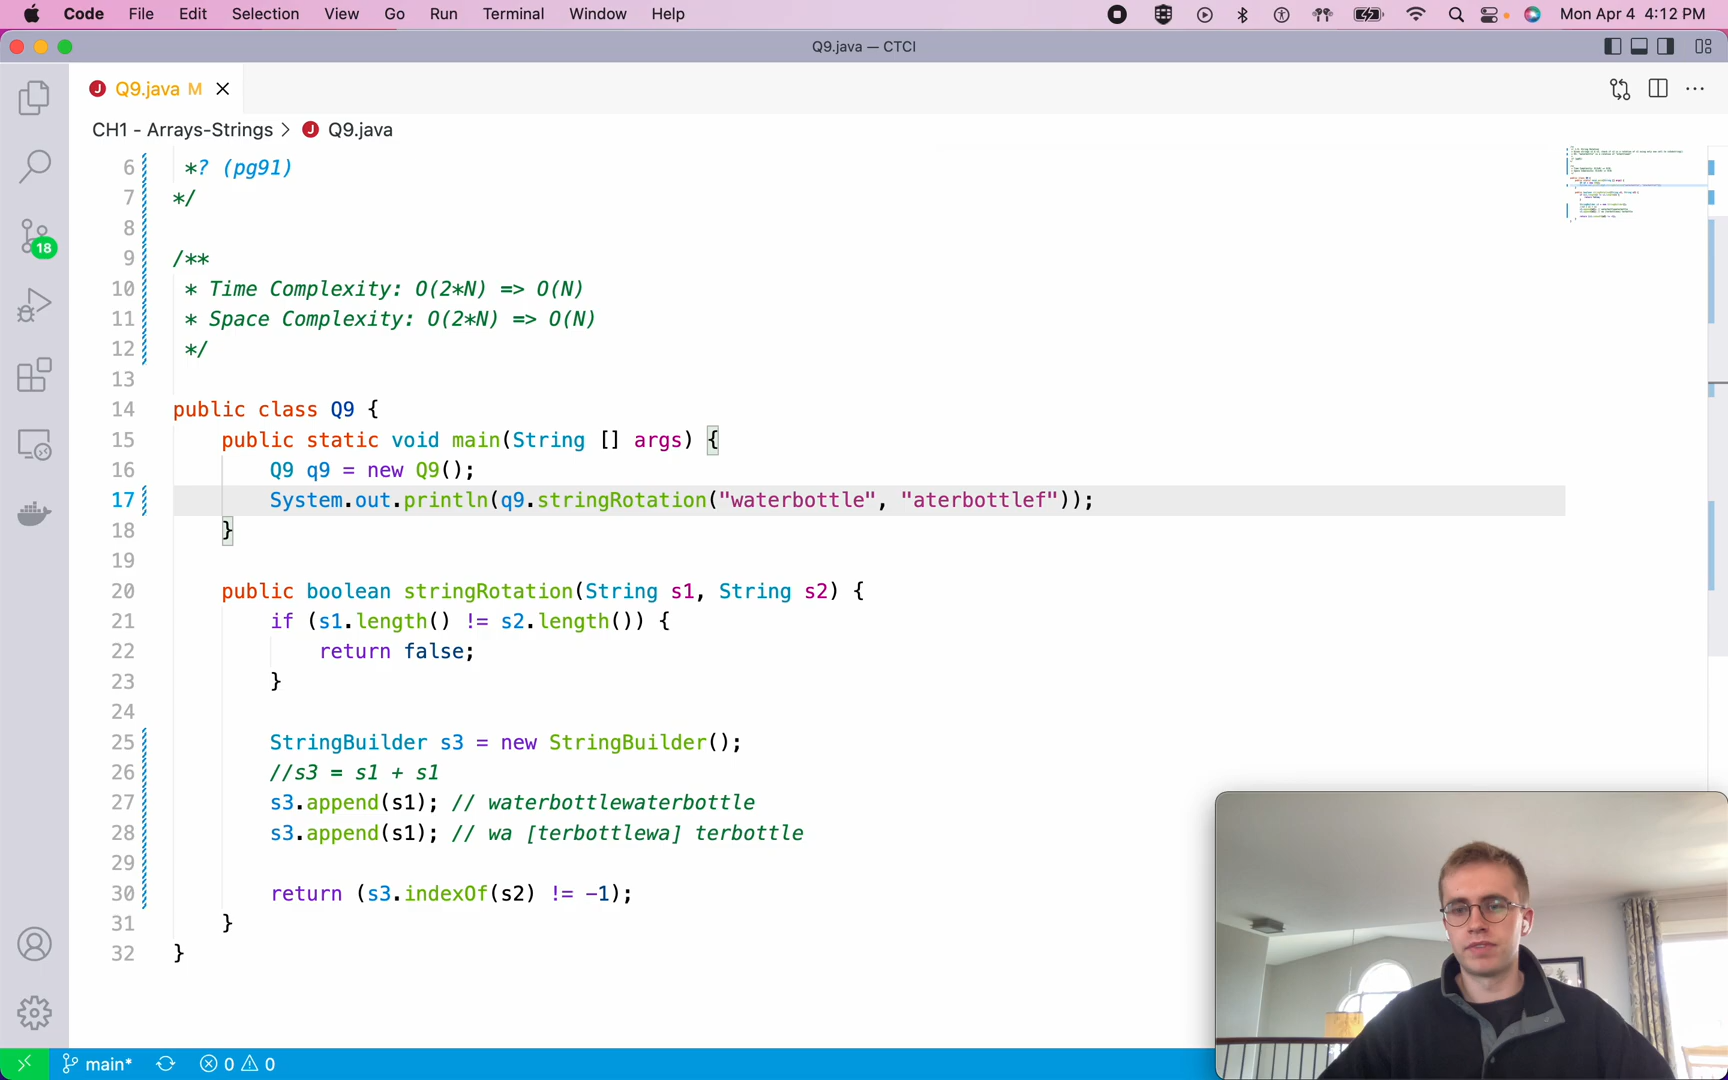 Code File Edit Selection View Go Run Terminal Window Help Mon Apr 4 4:12 PM
Q9.java — CTCI
J Q9.java M
CH1 - Arrays-Strings > J Q9.java
18
6 *? (pg91)
7 */
8
9 /**
10 * Time Complexity: O(2*N) => O(N)
11 * Space Complexity: O(2*N) => O(N)
12 */
13
14 public class Q9 {
15 public static void main(String [] args) {
16 Q9 q9 = new Q9();
17 System.out.println(q9.stringRotation("waterbottle", "aterbottlef"));
18 }
19
20 public boolean stringRotation(String s1, String s2) {
21 if (s1.length() != s2.length()) {
22 return false;
23 }
24
25 StringBuilder s3 = new StringBuilder();
26 //s3 = s1 + s1
27 s3.append(s1); // waterbottlewaterbottle
28 s3.append(s1); // wa [terbottlewa] terbottle
29
30 return (s3.indexOf(s2) != -1);
31 }
32 }
main* 0 0